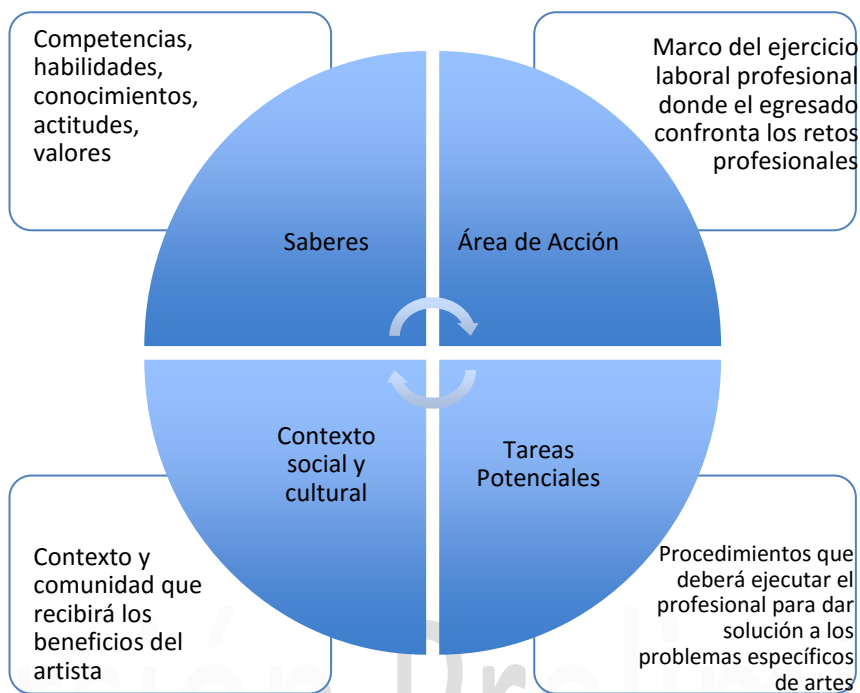 Competencias,
habilidades,
conocimientos,
actitudes,
valores
Marco del ejercicio
laboral profesional
donde el egresado
confronta los retos
profesionales
Saberes
Área de Acción
Contexto
social y
cultural
Tareas
Potenciales
Contexto y
comunidad que
recibirá los
beneficios del
artista
Procedimientos que
deberá ejecutar el
profesional para dar
solución a los
problemas específicos
de artes